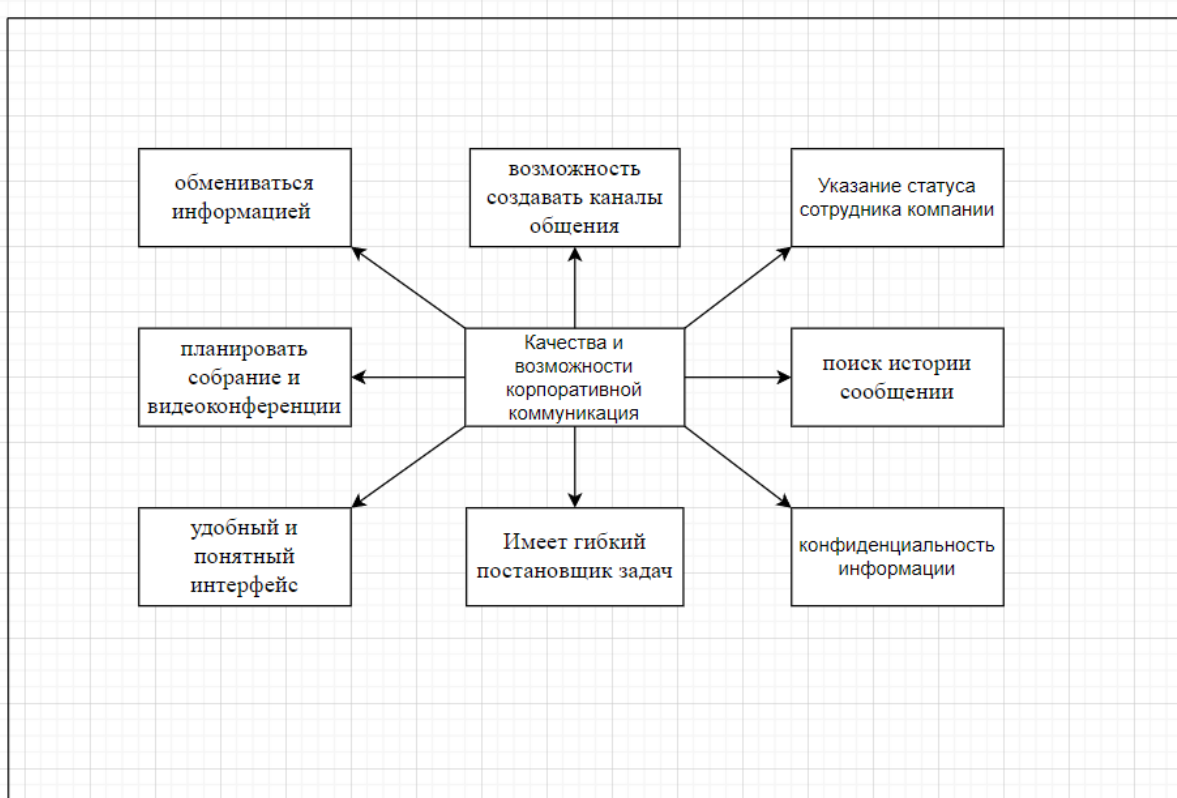 обмениваться
информацией
возможность
создавать каналы
общения
Указание статуса
сотрудника компании
планировать
собрание и
видеоконференции
Качества и
возможности
корпоративной
коммуникация
поиск истории
сообщении
удобный и
понятный
интерфейс
Имеет гибкий
постановщик задач
конфиденциальность
информации